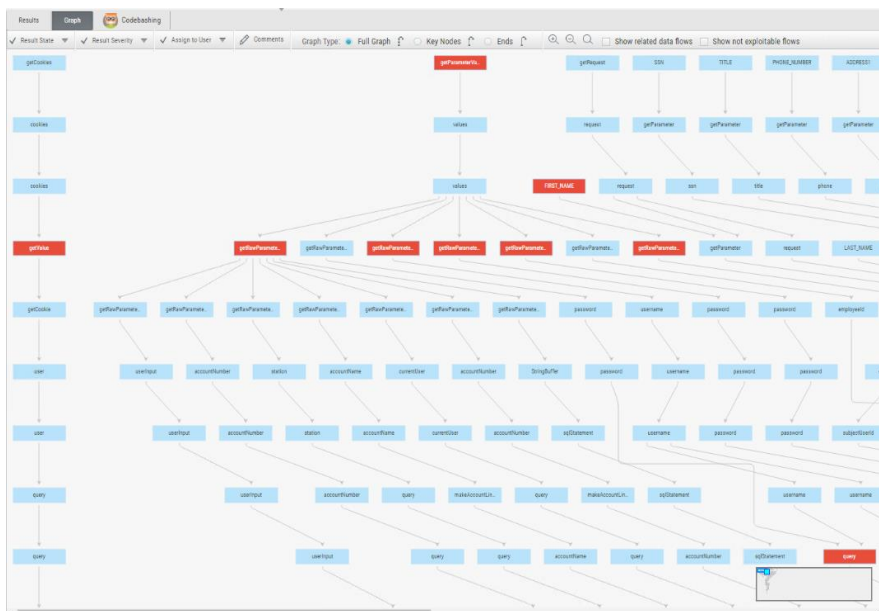 Results Graph Codebashing
Result State Result Severity Assign to User Comments Graph Type: Full Graph Key Nodes Ends Show related data flows Show not exploitable flows
getCookies getParameterVa.. getRequest SSN TITLE PHONE_NUMBER ADDRESS1
cookies values request getParameter getParameter getParameter getParameter
cookies values FIRST_NAME request ssn title phone
getValue getRawParamete.. getRawParamete.. getRawParamete.. getRawParamete.. getRawParamete.. getRawParamete.. getRawParamete.. getParameter request LAST_NAME
getCookie getRawParamete.. getRawParamete.. getRawParamete.. getRawParamete.. getRawParamete.. getRawParamete.. getRawParamete.. password username password password employeeId
user userInput accountNumber station accountName currentUser accountNumber StringBuffer password username password password
user userInput accountNumber station accountName currentUser accountNumber sqlStatement username password password subjectUserId
query userInput accountNumber query makeAccountLin.. query makeAccountLin.. sqlStatement username username
query userInput query query accountName query accountNumber sqlStatement query